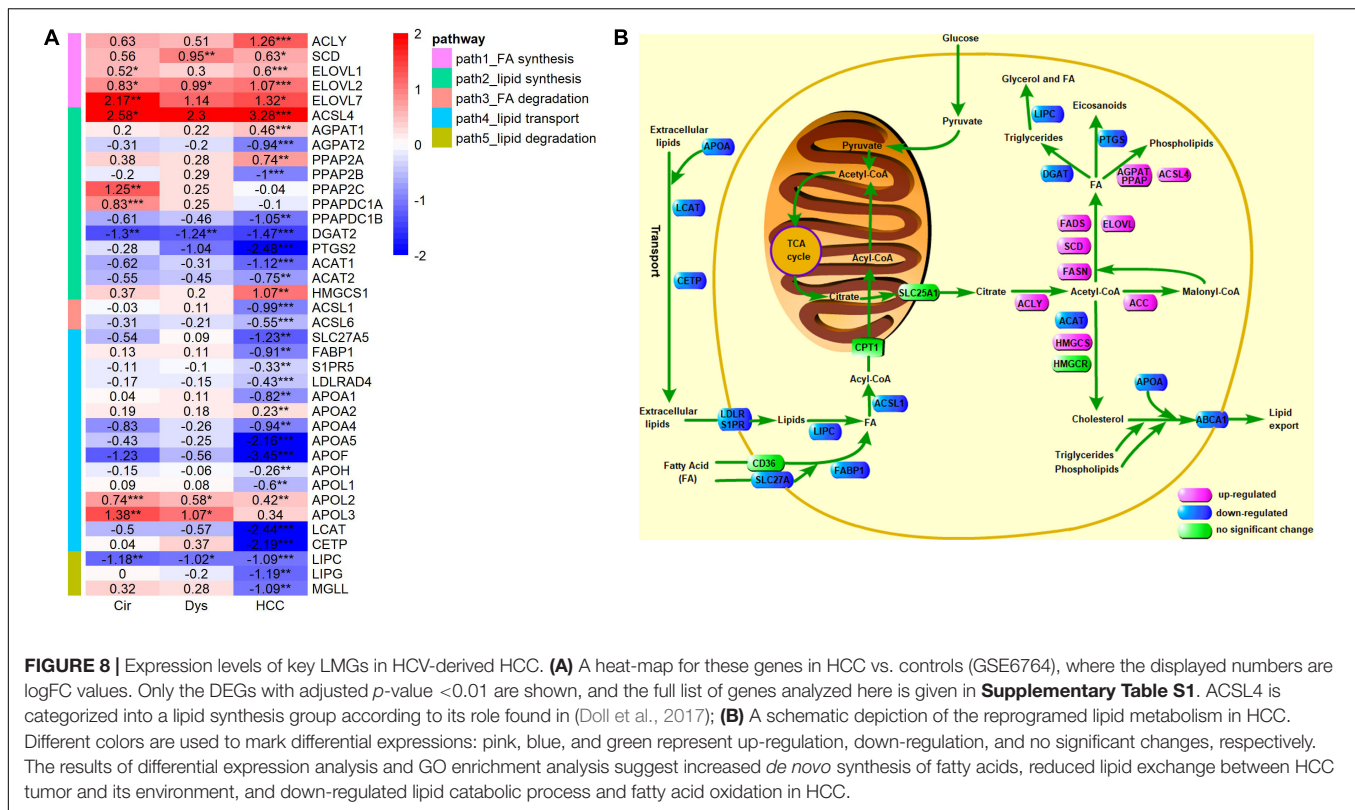 A
0.63 0.51 1.26*** ACLY
0.56 0.95** 0.63* SCD
0.52* 0.3 0.6*** ELOVL1
0.83* 0.99* 1.07*** ELOVL2
2.17** 1.14 1.32* ELOVL7
2.58* 2.3 3.28*** ACSL4
0.2 0.22 0.46*** AGPAT1
-0.31 -0.2 -0.94*** AGPAT2
0.38 0.28 0.74** PPAP2A
-0.2 0.29 -1*** PPAP2B
1.25** 0.25 -0.04 PPAP2C
0.83*** 0.25 -0.1 PPAPDC1A
-0.61 -0.46 -1.05** PPAPDC1B
-1.3** -1.24** -1.47*** DGAT2
-0.28 -1.04 -2.48*** PTGS2
-0.62 -0.31 -1.12*** ACAT1
-0.55 -0.45 -0.75** ACAT2
0.37 0.2 1.07** HMGCS1
-0.03 0.11 -0.99*** ACSL1
-0.31 -0.21 -0.55*** ACSL6
-0.54 0.09 -1.23** SLC27A5
0.13 0.11 -0.91** FABP1
-0.11 -0.1 -0.33** S1PR5
-0.17 -0.15 -0.43*** LDLRAD4
0.04 0.11 -0.82** APOA1
0.19 0.18 0.23** APOA2
-0.83 -0.26 -0.94** APOA4
-0.43 -0.25 -2.16*** APOA5
-1.23 -0.56 -3.45*** APOF
-0.15 -0.06 -0.26** APOH
0.09 0.08 -0.6** APOL1
0.74*** 0.58* 0.42** APOL2
1.38** 1.07* 0.34 APOL3
-0.5 -0.57 -2.44*** LCAT
0.04 0.37 -2.19*** CETP
-1.18** -1.02* -1.09*** LIPC
0 -0.2 -1.19** LIPG
0.32 0.28 -1.09** MGLL
Cir Dys HCC
2
1
0
-1
-2
pathway
path1_FA synthesis
path2_lipid synthesis
path3_FA degradation
path4_lipid transport
path5_lipid degradation
B
Glucose
Pyruvate
Extracellular
lipids
APOA
LCAT
Transport
CETP
Extracellular
lipids
LDLR
S1PR
Lipids
LIPC
FA
Fatty Acid
(FA)
CD36
SLC27A
FABP1
ACSL1
Acyl-CoA
CPT1
Pyruvate
Acetyl-CoA
TCA
cycle
Acyl-CoA
Citrate
SLC25A1
Citrate
ACLY
Acetyl-CoA
ACC
Malonyl-CoA
Glycerol and FA
LIPC
Triglycerides
DGAT
Eicosanoids
PTGS
Phospholipids
AGPAT
PPAP
ACSL4
FA
FADS
ELOVL
SCD
FASN
ACAT
HMGCS
HMGCR
Cholesterol
APOA
ABCA1
Lipid
export
Triglycerides
Phospholipids
up-regulated
down-regulated
no significant change
FIGURE 8 | Expression levels of key LMGs in HCV-derived HCC. (A) A heat-map for these genes in HCC vs. controls (GSE6764), where the displayed numbers are
logFC values. Only the DEGs with adjusted p-value <0.01 are shown, and the full list of genes analyzed here is given in Supplementary Table S1. ACSL4 is
categorized into a lipid synthesis group according to its role found in (Doll et al., 2017); (B) A schematic depiction of the reprogramed lipid metabolism in HCC.
Different colors are used to mark differential expressions: pink, blue, and green represent up-regulation, down-regulation, and no significant changes, respectively.
The results of differential expression analysis and GO enrichment analysis suggest increased de novo synthesis of fatty acids, reduced lipid exchange between HCC
tumor and its environment, and down-regulated lipid catabolic process and fatty acid oxidation in HCC.